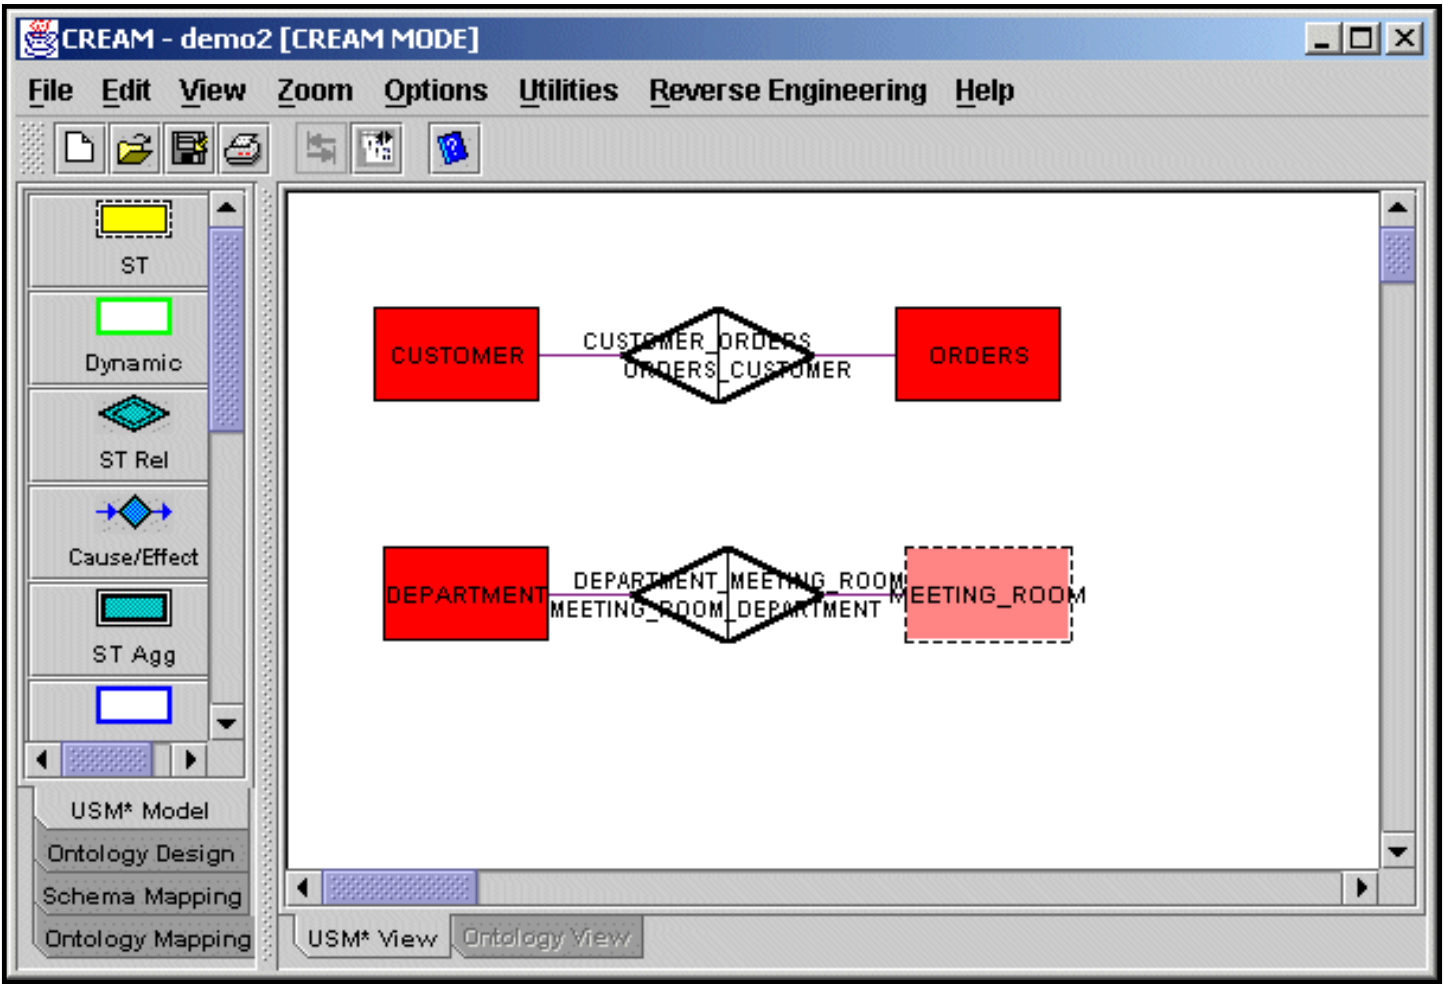 CREAM - demo2 [CREAM MODE]
File Edit View Zoom Options Utilities Reverse Engineering Help
ST
Dynamic
ST Rel
Cause/Effect
ST Agg
USM* Model
Ontology Design
Schema Mapping
Ontology Mapping
CUSTOMER
CUSTOMER_ORDERS
ORDERS_CUSTOMER
ORDERS
DEPARTMENT
DEPARTMENT_MEETING_ROOM
MEETING_ROOM_DEPARTMENT
MEETING_ROOM
USM* View
Ontology View